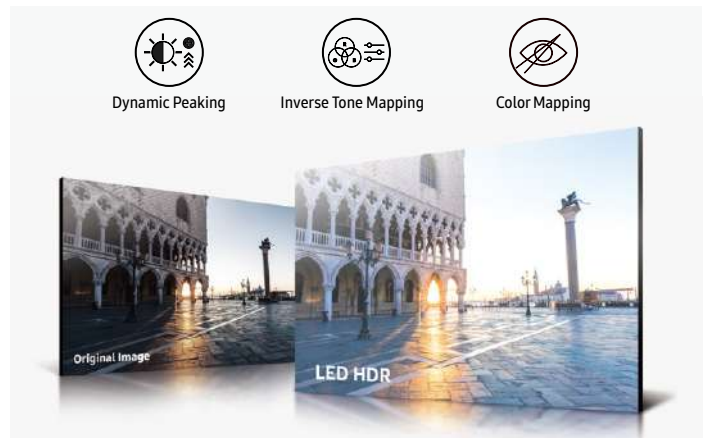 Dynamic Peaking
Inverse Tone Mapping
Color Mapping
Original Image
LED HDR